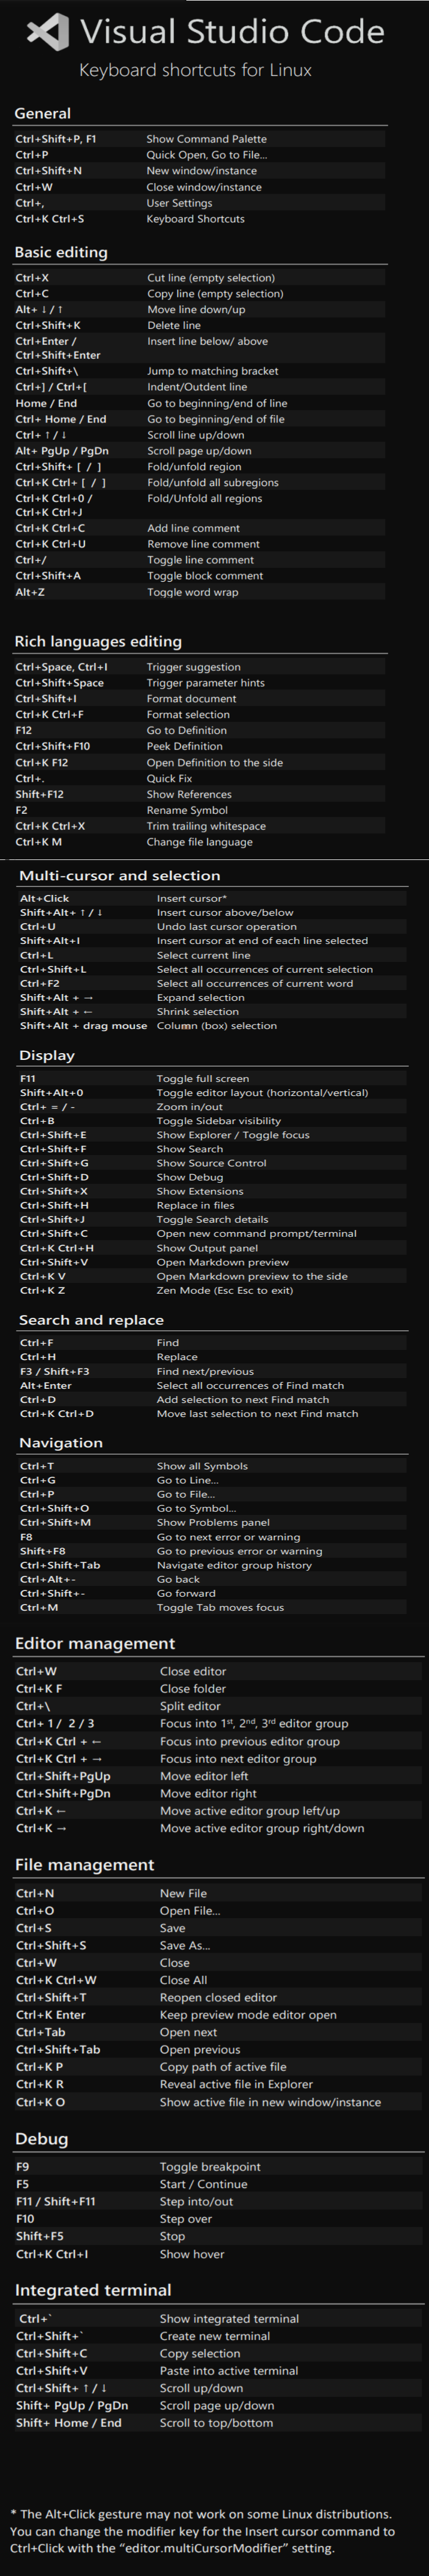 Visual Studio Code
Keyboard shortcuts for Linux
General
Ctrl+Shift+P, F1 Show Command Palette
Ctrl+P Quick Open, Go to File...
Ctrl+Shift+N New window/instance
Ctrl+W Close window/instance
Ctrl+, User Settings
Ctrl+K Ctrl+S Keyboard Shortcuts
Basic editing
Ctrl+X Cut line (empty selection)
Ctrl+C Copy line (empty selection)
Alt+ ↓ / ↑ Move line down/up
Ctrl+Shift+K Delete line
Ctrl+Enter / Insert line below/ above
Ctrl+Shift+Enter
Ctrl+Shift+\ Jump to matching bracket
Ctrl+] / Ctrl+[ Indent/Outdent line
Home / End Go to beginning/end of line
Ctrl+ Home / End Go to beginning/end of file
Ctrl+ ↑ / ↓ Scroll line up/down
Alt+ PgUp / PgDn Scroll page up/down
Ctrl+Shift+ [ / ] Fold/unfold region
Ctrl+K Ctrl+ [ / ] Fold/unfold all subregions
Ctrl+K Ctrl+0 / Fold/Unfold all regions
Ctrl+K Ctrl+J
Ctrl+K Ctrl+C Add line comment
Ctrl+K Ctrl+U Remove line comment
Ctrl+/ Toggle line comment
Ctrl+Shift+A Toggle block comment
Alt+Z Toggle word wrap
Rich languages editing
Ctrl+Space, Ctrl+I Trigger suggestion
Ctrl+Shift+Space Trigger parameter hints
Ctrl+Shift+I Format document
Ctrl+K Ctrl+F Format selection
F12 Go to Definition
Ctrl+Shift+F10 Peek Definition
Ctrl+K F12 Open Definition to the side
Ctrl+. Quick Fix
Shift+F12 Show References
F2 Rename Symbol
Ctrl+K Ctrl+X Trim trailing whitespace
Ctrl+K M Change file language
Multi-cursor and selection
Alt+Click Insert cursor*
Shift+Alt+ ↑ / ↓ Insert cursor above/below
Ctrl+U Undo last cursor operation
Shift+Alt+I Insert cursor at end of each line selected
Ctrl+L Select current line
Ctrl+Shift+L Select all occurrences of current selection
Ctrl+F2 Select all occurrences of current word
Shift+Alt + → Expand selection
Shift+Alt + ← Shrink selection
Shift+Alt + drag mouse Column (box) selection
Display
F11 Toggle full screen
Shift+Alt+0 Toggle editor layout (horizontal/vertical)
Ctrl+ = / - Zoom in/out
Ctrl+B Toggle Sidebar visibility
Ctrl+Shift+E Show Explorer / Toggle focus
Ctrl+Shift+F Show Search
Ctrl+Shift+G Show Source Control
Ctrl+Shift+D Show Debug
Ctrl+Shift+X Show Extensions
Ctrl+Shift+H Replace in files
Ctrl+Shift+J Toggle Search details
Ctrl+Shift+C Open new command prompt/terminal
Ctrl+K Ctrl+H Show Output panel
Ctrl+Shift+V Open Markdown preview
Ctrl+K V Open Markdown preview to the side
Ctrl+K Z Zen Mode (Esc Esc to exit)
Search and replace
Ctrl+F Find
Ctrl+H Replace
F3 / Shift+F3 Find next/previous
Alt+Enter Select all occurrences of Find match
Ctrl+D Add selection to next Find match
Ctrl+K Ctrl+D Move last selection to next Find match
Navigation
Ctrl+T Show all Symbols
Ctrl+G Go to Line...
Ctrl+P Go to File...
Ctrl+Shift+O Go to Symbol...
Ctrl+Shift+M Show Problems panel
F8 Go to next error or warning
Shift+F8 Go to previous error or warning
Ctrl+Shift+Tab Navigate editor group history
Ctrl+Alt+- Go back
Ctrl+Shift+- Go forward
Ctrl+M Toggle Tab moves focus
Editor management
Ctrl+W Close editor
Ctrl+K F Close folder
Ctrl+\ Split editor
Ctrl+ 1 / 2 / 3 Focus into 1st, 2nd, 3rd editor group
Ctrl+K Ctrl + ← Focus into previous editor group
Ctrl+K Ctrl + → Focus into next editor group
Ctrl+Shift+PgUp Move editor left
Ctrl+Shift+PgDn Move editor right
Ctrl+K ← Move active editor group left/up
Ctrl+K → Move active editor group right/down
File management
Ctrl+N New File
Ctrl+O Open File...
Ctrl+S Save
Ctrl+Shift+S Save As...
Ctrl+W Close
Ctrl+K Ctrl+W Close All
Ctrl+Shift+T Reopen closed editor
Ctrl+K Enter Keep preview mode editor open
Ctrl+Tab Open next
Ctrl+Shift+Tab Open previous
Ctrl+K P Copy path of active file
Ctrl+K R Reveal active file in Explorer
Ctrl+K O Show active file in new window/instance
Debug
F9 Toggle breakpoint
F5 Start / Continue
F11 / Shift+F11 Step into/out
F10 Step over
Shift+F5 Stop
Ctrl+K Ctrl+I Show hover
Integrated terminal
Ctrl+` Show integrated terminal
Ctrl+Shift+` Create new terminal
Ctrl+Shift+C Copy selection
Ctrl+Shift+V Paste into active terminal
Ctrl+Shift+ ↑ / ↓ Scroll up/down
Shift+ PgUp / PgDn Scroll page up/down
Shift+ Home / End Scroll to top/bottom
* The Alt+Click gesture may not work on some Linux distributions.
You can change the modifier key for the Insert cursor command to
Ctrl+Click with the “editor.multiCursorModifier” setting.